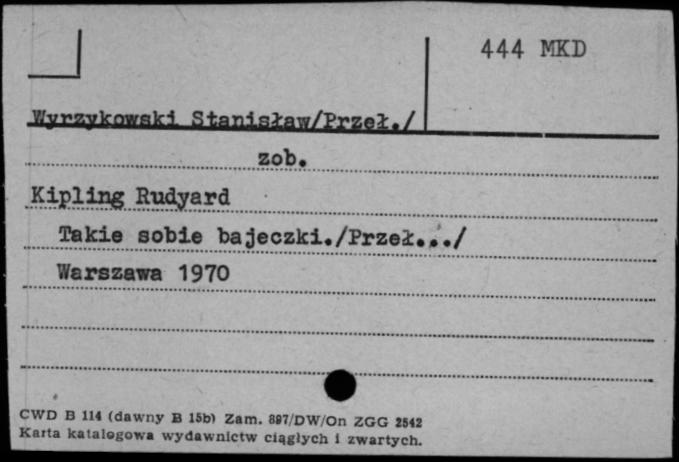 444 MKD
Wyrzykowski Stanisław/Przeł./
zob.
Kipling Rudyard
Takie sobie bajeczki./Przeł.../
Warszawa 1970
CWD B 114 (dawny B 15b) Zam. 897/DW/On ZGG 2542
Karta katalogowa wydawnictw ciągłych i zwartych.